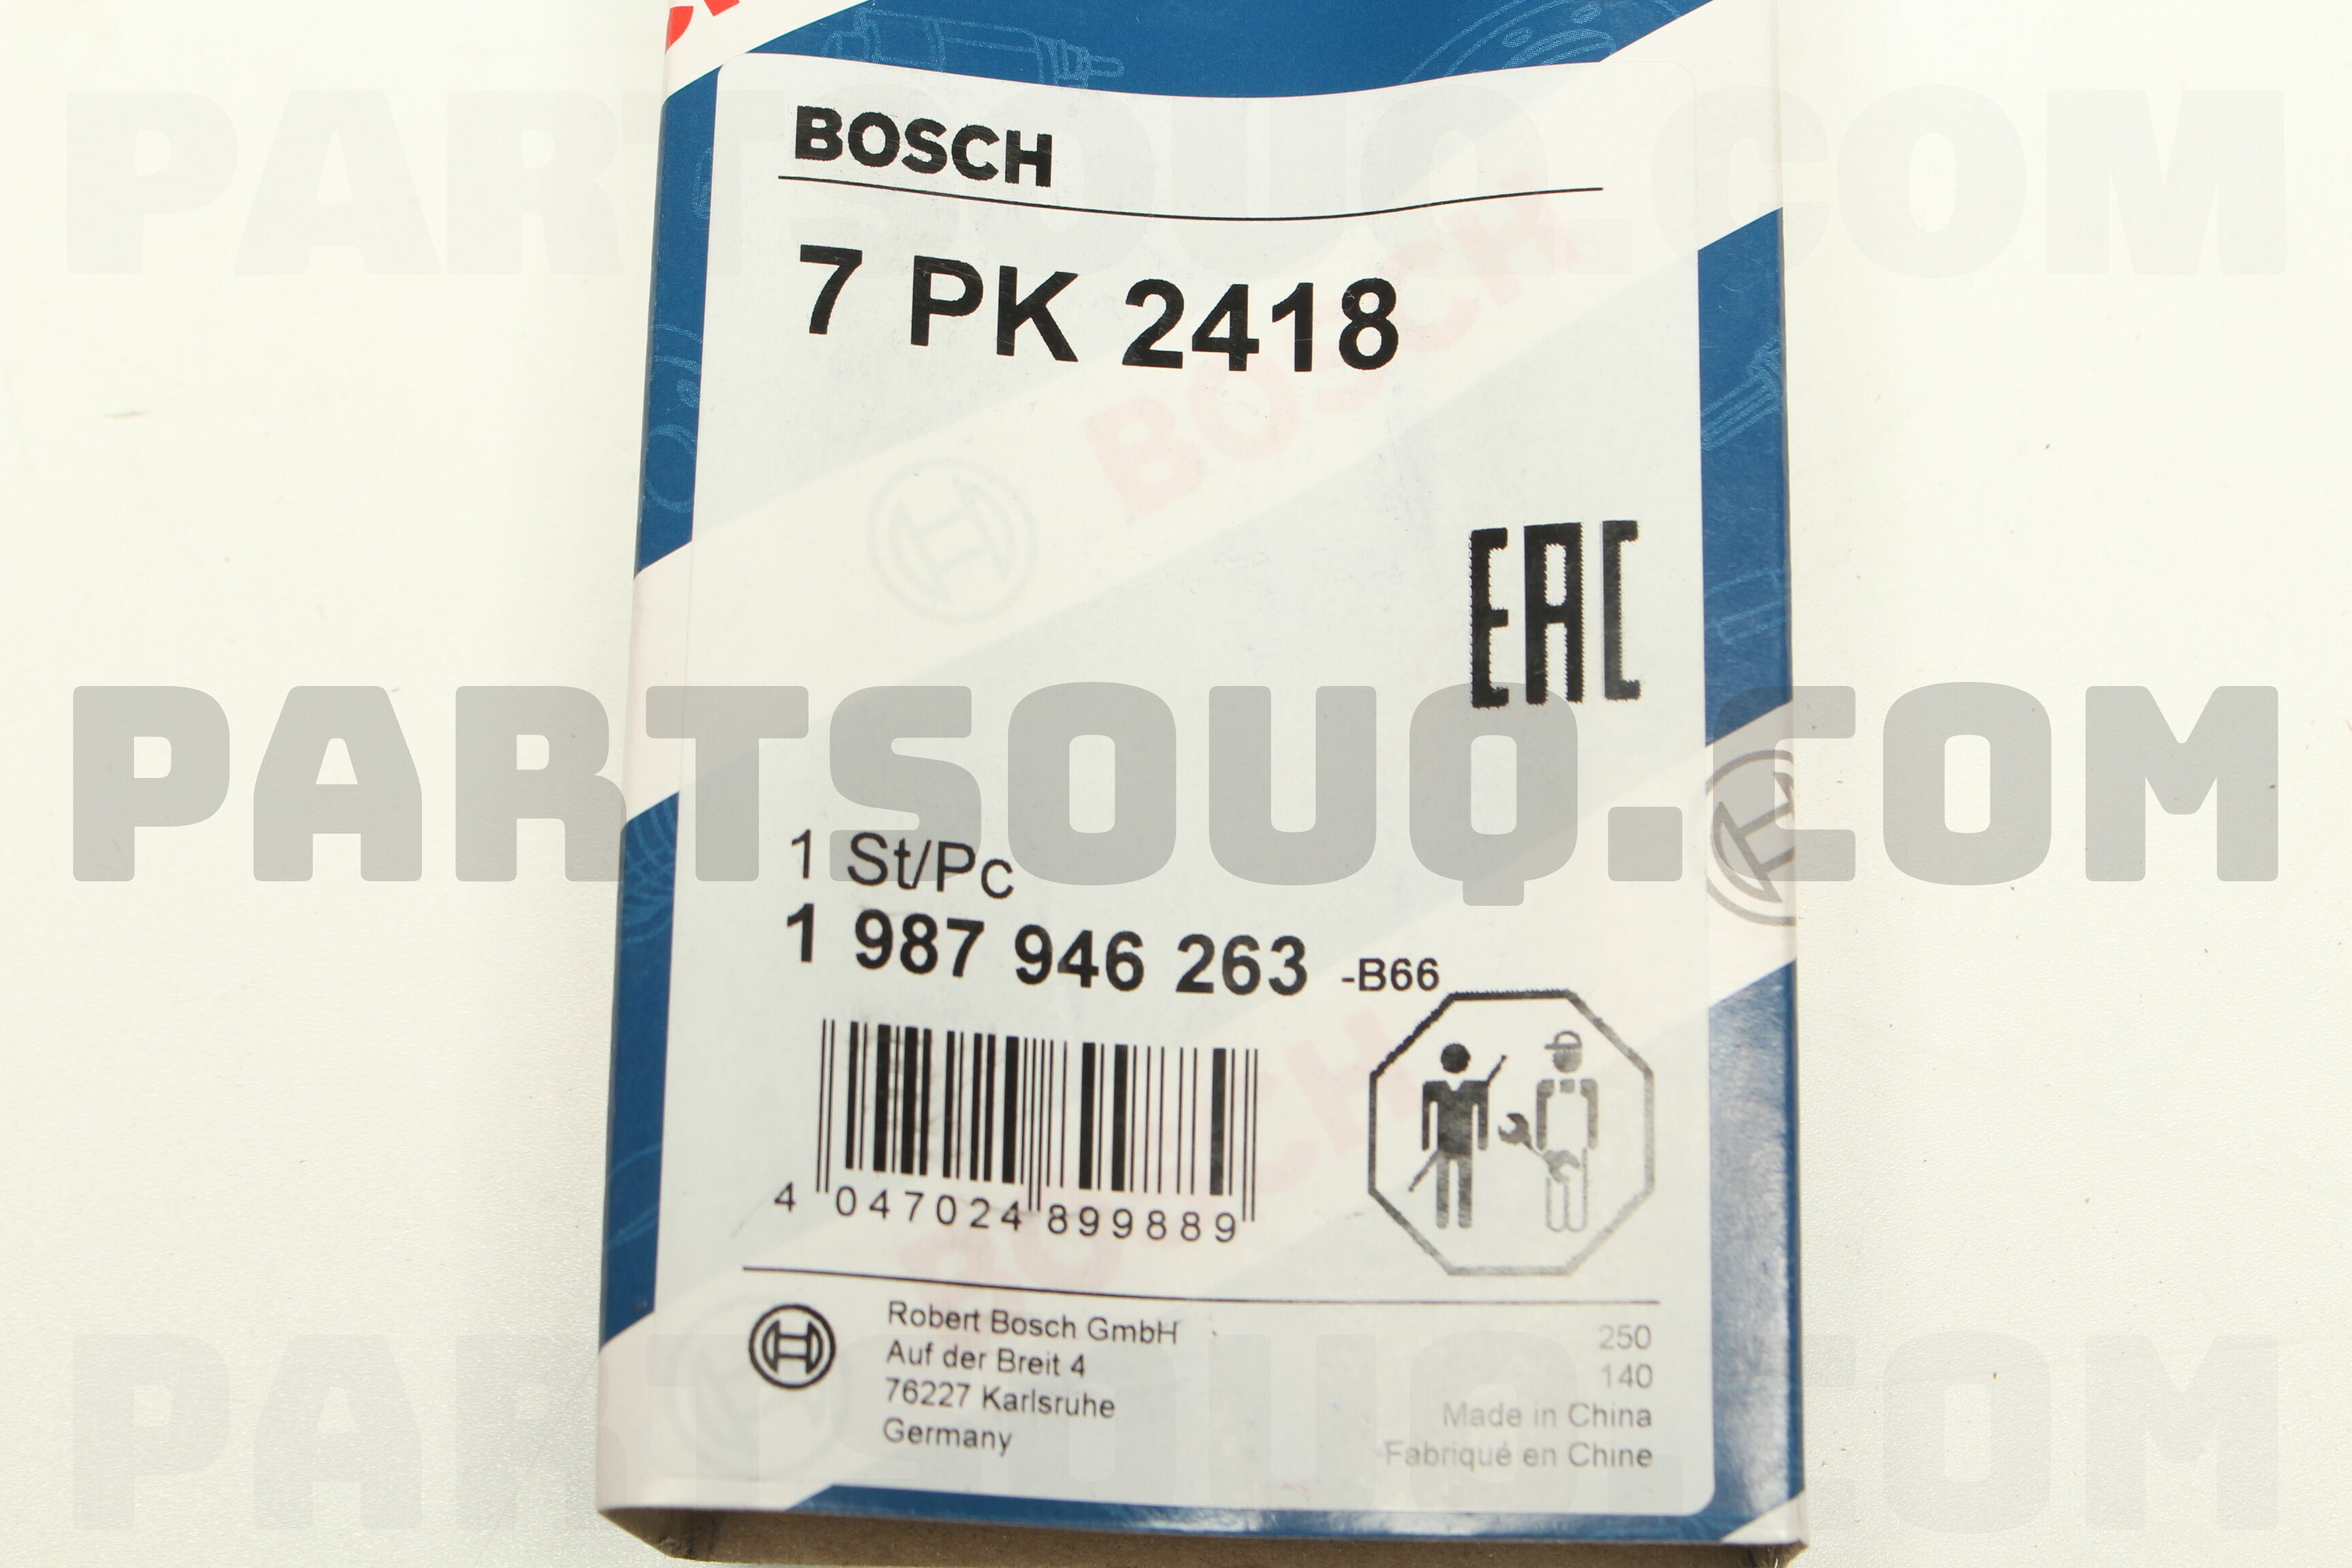 PARTSOUQ.COM
BOSCH
7 PK 2418
BOSCH
EAC
PARTSOUQ.COM
1 St/Pc
1 987 946 263 -B66
BOSCH
4 047024 899889
Robert Bosch GmbH
Auf der Breit 4
76227 Karlsruhe
Germany
250
140
Made in China
Fabriqué en Chine
PARTSOUQ.COM